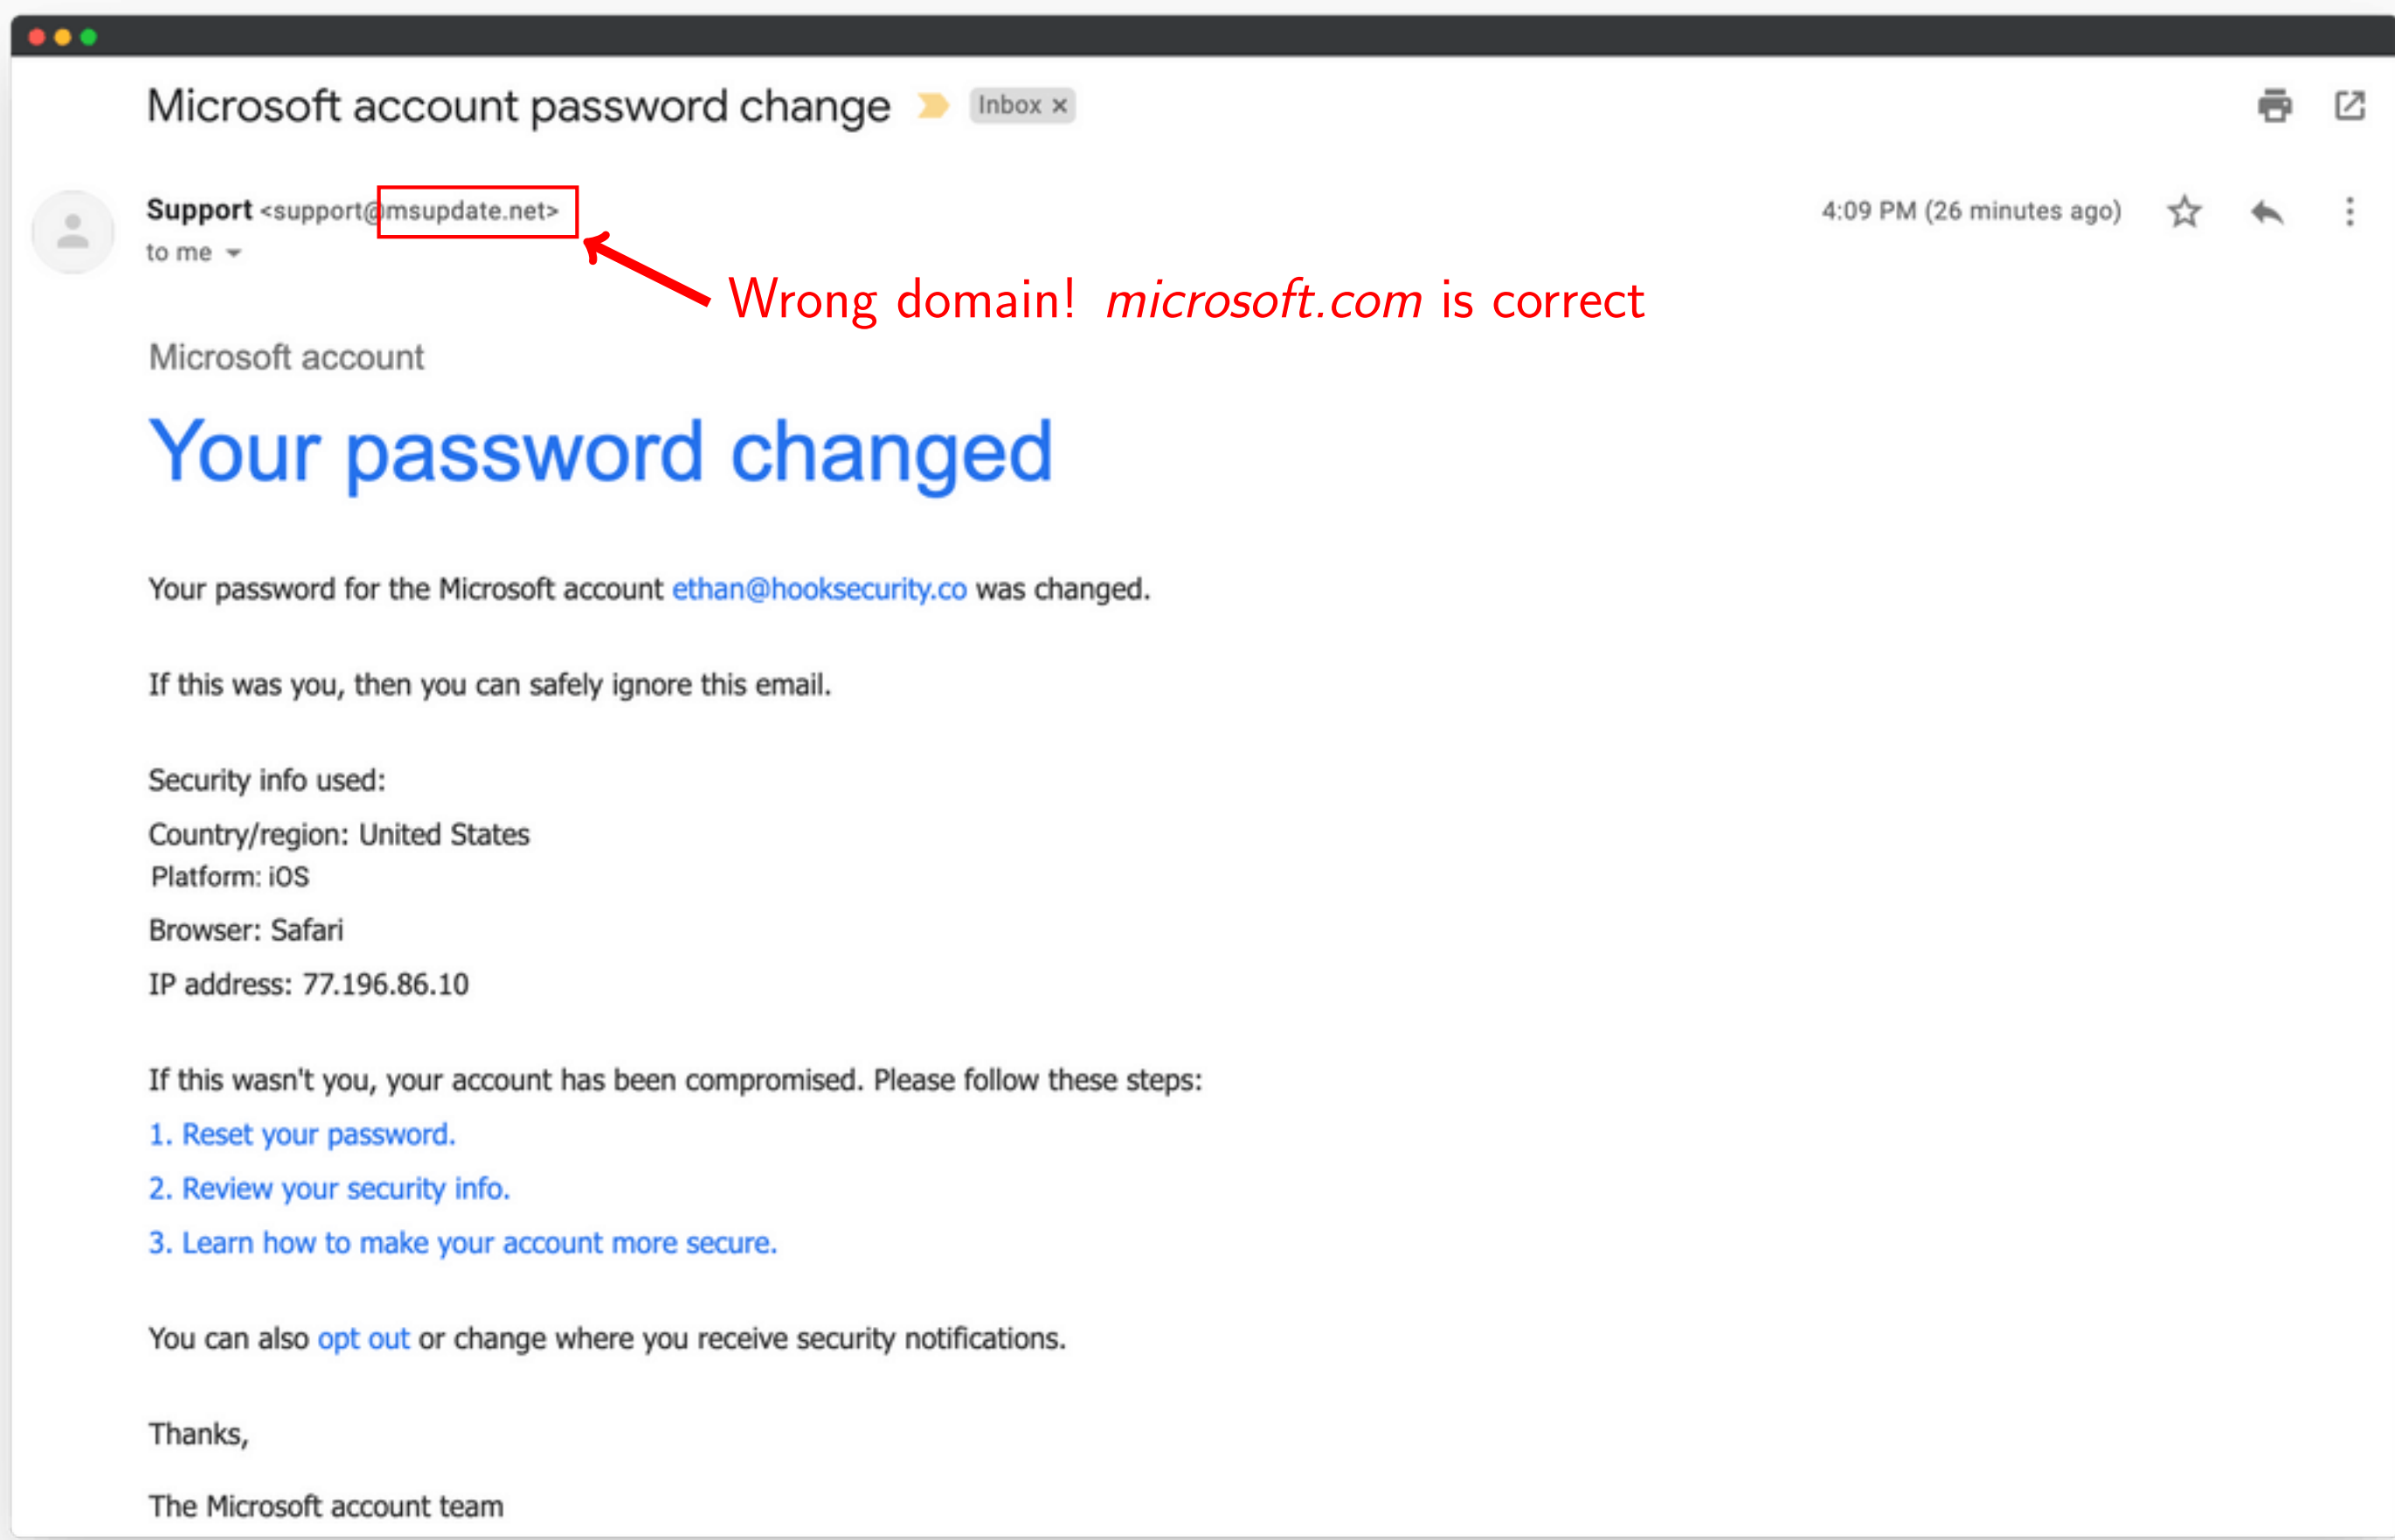 Microsoft account password change Inbox ×
Support <support@msupdate.net> 4:09 PM (26 minutes ago)
to me
Wrong domain! microsoft.com is correct
Microsoft account
Your password changed
Your password for the Microsoft account ethan@hooksecurity.co was changed.
If this was you, then you can safely ignore this email.
Security info used:
Country/region: United States
Platform: iOS
Browser: Safari
IP address: 77.196.86.10
If this wasn't you, your account has been compromised. Please follow these steps:
1. Reset your password.
2. Review your security info.
3. Learn how to make your account more secure.
You can also opt out or change where you receive security notifications.
Thanks,
The Microsoft account team